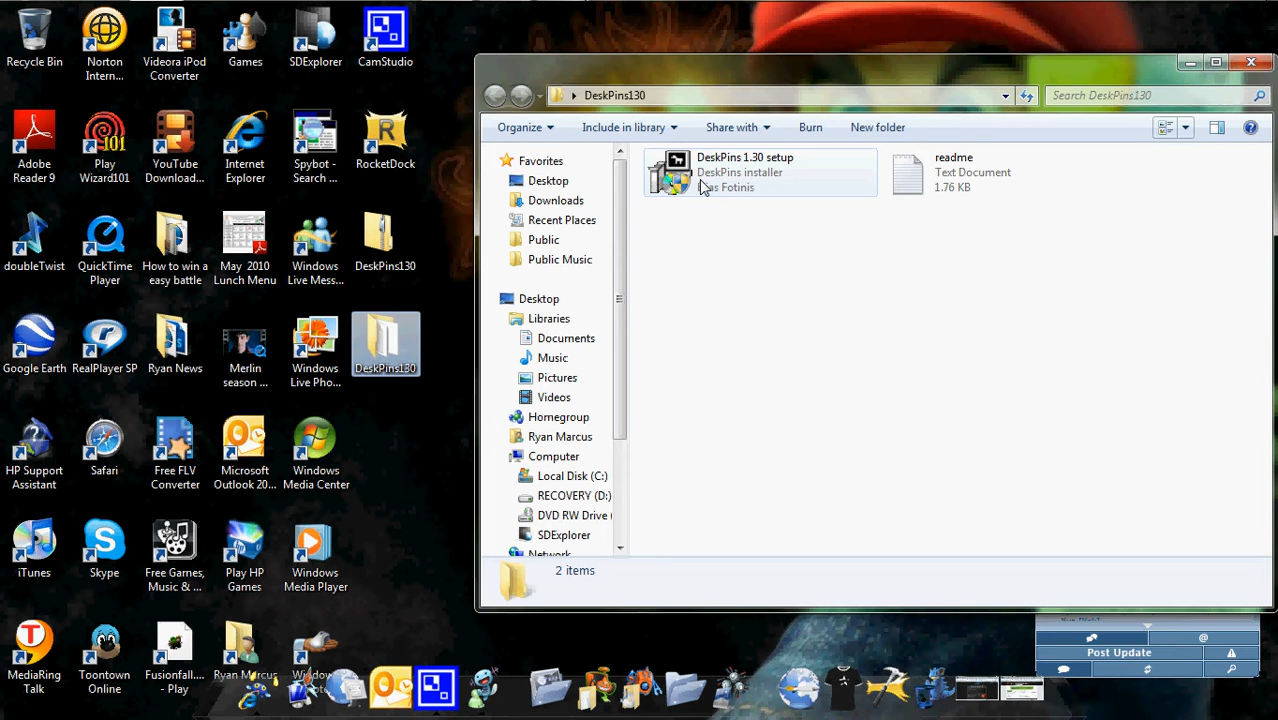 Recycle Bin
Norton
Intern...
Videora iPod
Converter
Games
SDExplorer
CamStudio
Adobe
Reader 9
101
Play
Wizard101
YouTube
Download...
Internet
Explorer
Spybot -
Search ...
RocketDock
doubleTwist
QuickTime
Player
How to win a
easy battle
May 2010
Lunch Menu
Windows
Live Mess...
DeskPins130
Google Earth
RealPlayer SP
Ryan News
Merlin
season ...
Windows
Live Pho...
DeskPins130
HP Support
Assistant
Safari
Free FLV
Converter
Microsoft
Outlook 20...
Windows
Media Center
iTunes
Skype
Free Games,
Music & ...
Play HP
Games
Windows
Media Player
MediaRing
Talk
Toontown
Online
Fusionfall....
- Play
Ryan Marcus
DeskPins130
Search DeskPins130
Organize
Include in library
Share with
Burn
New folder
Favorites
Desktop
Downloads
Recent Places
Public
Public Music
Desktop
Libraries
Documents
Music
Pictures
Videos
Homegroup
Ryan Marcus
Computer
Local Disk (C:)
RECOVERY (D:)
DVD RW Drive (
SDExplorer
Network
DeskPins 1.30 setup
DeskPins installer
Fotinis
readme
Text Document
1.76 KB
2 items
@
Post Update